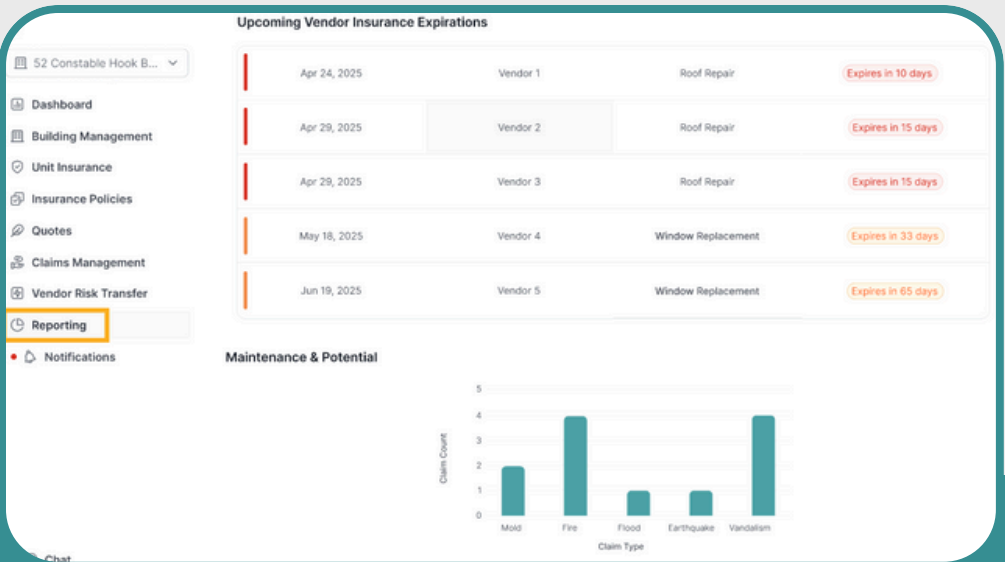 Upcoming Vendor Insurance Expirations
52 Constable Hook B...
Dashboard
Building Management
Unit Insurance
Insurance Policies
Quotes
Claims Management
Vendor Risk Transfer
Reporting
Notifications
Chat
Apr 24, 2025 Vendor 1 Roof Repair Expires in 10 days
Apr 29, 2025 Vendor 2 Roof Repair Expires in 15 days
Apr 29, 2025 Vendor 3 Roof Repair Expires in 15 days
May 18, 2025 Vendor 4 Window Replacement Expires in 33 days
Jun 19, 2025 Vendor 5 Window Replacement Expires in 65 days
Maintenance & Potential
Claim Count
5
4
3
2
1
0
Mold Fire Flood Earthquake Vandalism
Claim Type